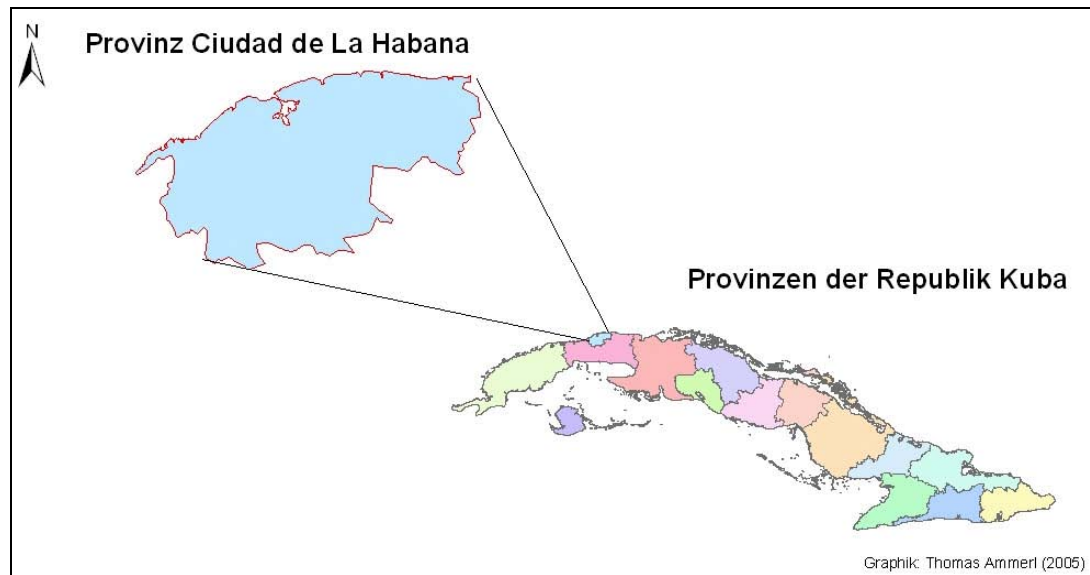 N
Provinz Ciudad de La Habana
Provinzen der Republik Kuba
Graphik: Thomas Ammerl (2005)